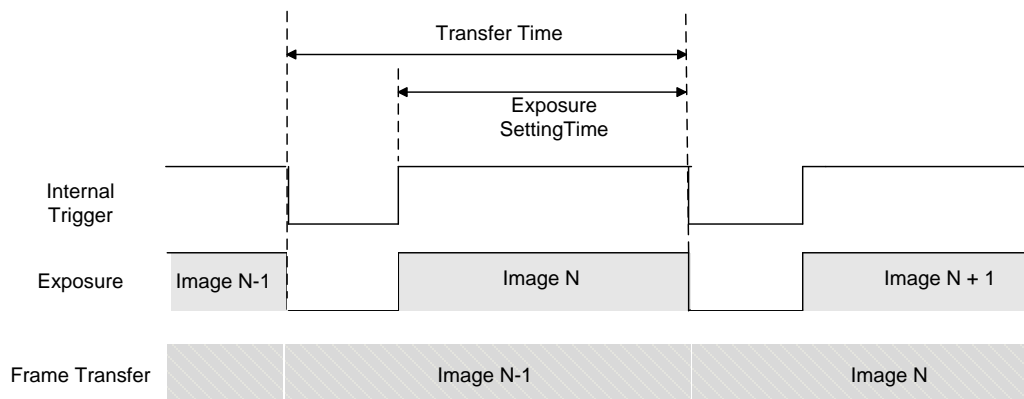 Transfer Time
Exposure
SettingTime
Internal
Trigger
Exposure
Image N-1
Image N
Image N + 1
Frame Transfer
Image N-1
Image N